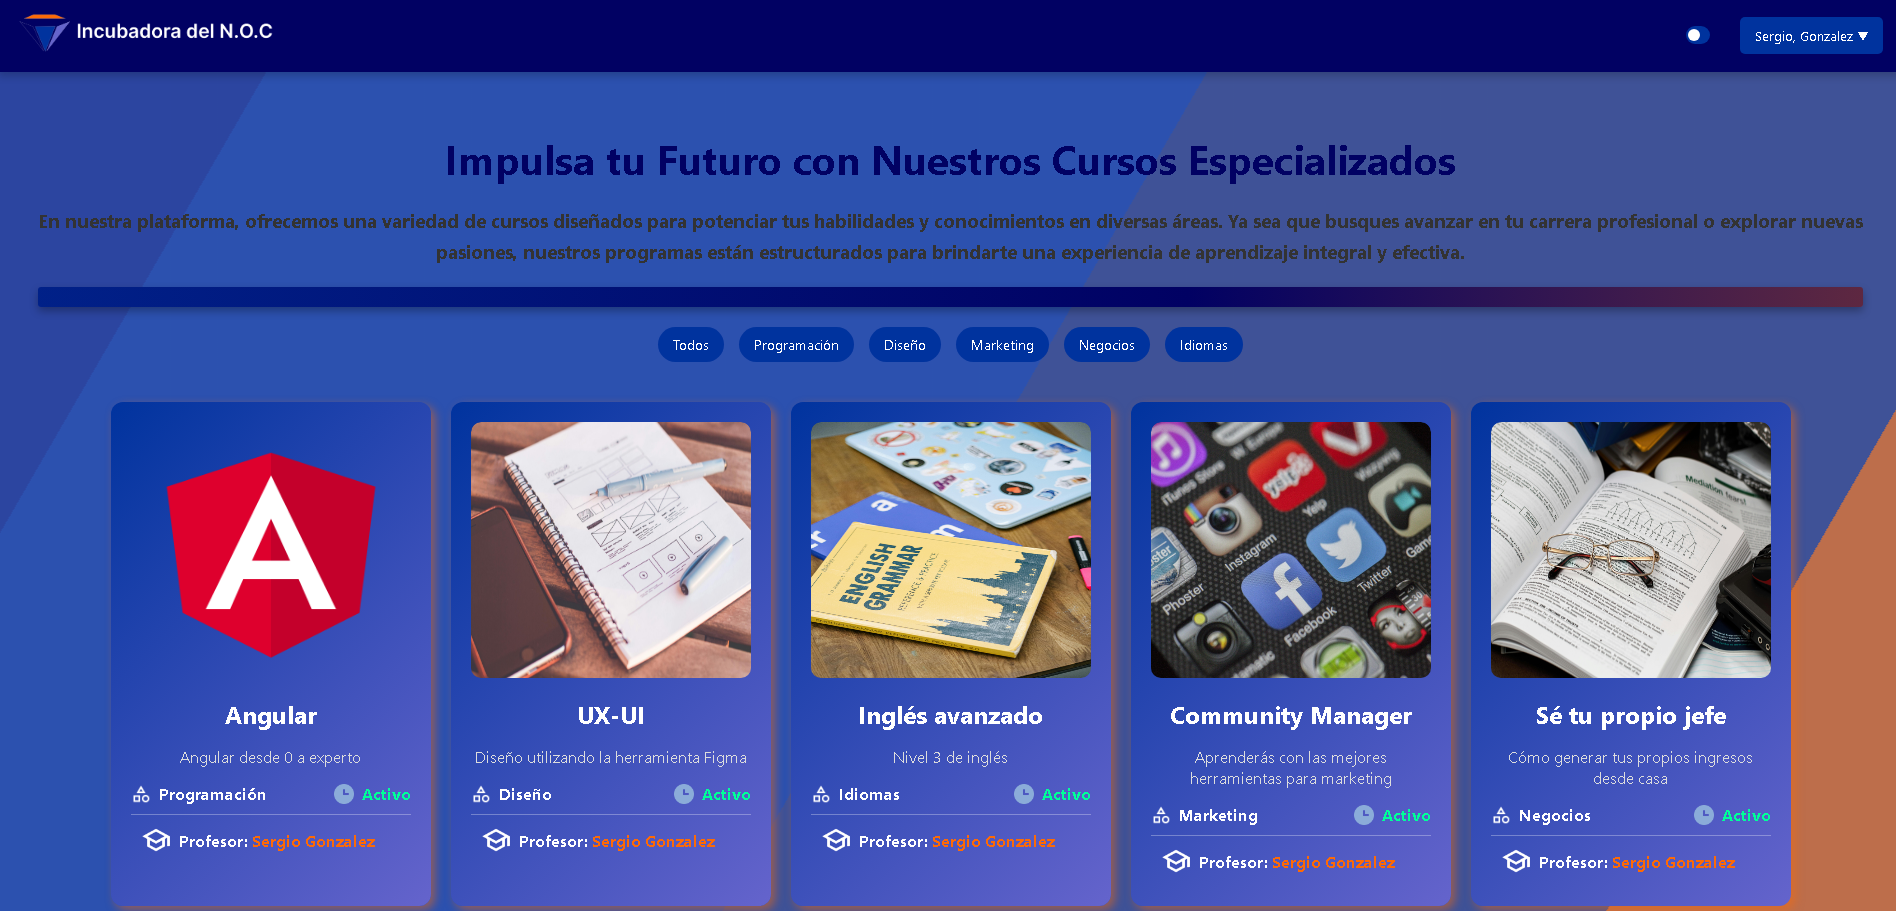 Incubadora del N.O.C
Sergio, Gonzalez ▼
Impulsa tu Futuro con Nuestros Cursos Especializados
En nuestra plataforma, ofrecemos una variedad de cursos diseñados para potenciar tus habilidades y conocimientos en diversas áreas. Ya sea que busques avanzar en tu carrera profesional o explorar nuevas
pasiones, nuestros programas están estructurados para brindarte una experiencia de aprendizaje integral y efectiva.
Todos
Programación
Diseño
Marketing
Negocios
Idiomas
Angular
Angular desde 0 a experto
Programación
Activo
Profesor: Sergio Gonzalez
UX-UI
Diseño utilizando la herramienta Figma
Diseño
Activo
Profesor: Sergio Gonzalez
ENGLISH
GRAMMAR
Inglés avanzado
Nivel 3 de inglés
Idiomas
Activo
Profesor: Sergio Gonzalez
iTunes Store
Yelp
Instagram
Twitter
Phoster
Facebook
Community Manager
Aprenderás con las mejores
herramientas para marketing
Marketing
Activo
Profesor: Sergio Gonzalez
Mediation
Sé tu propio jefe
Cómo generar tus propios ingresos
desde casa
Negocios
Activo
Profesor: Sergio Gonzalez